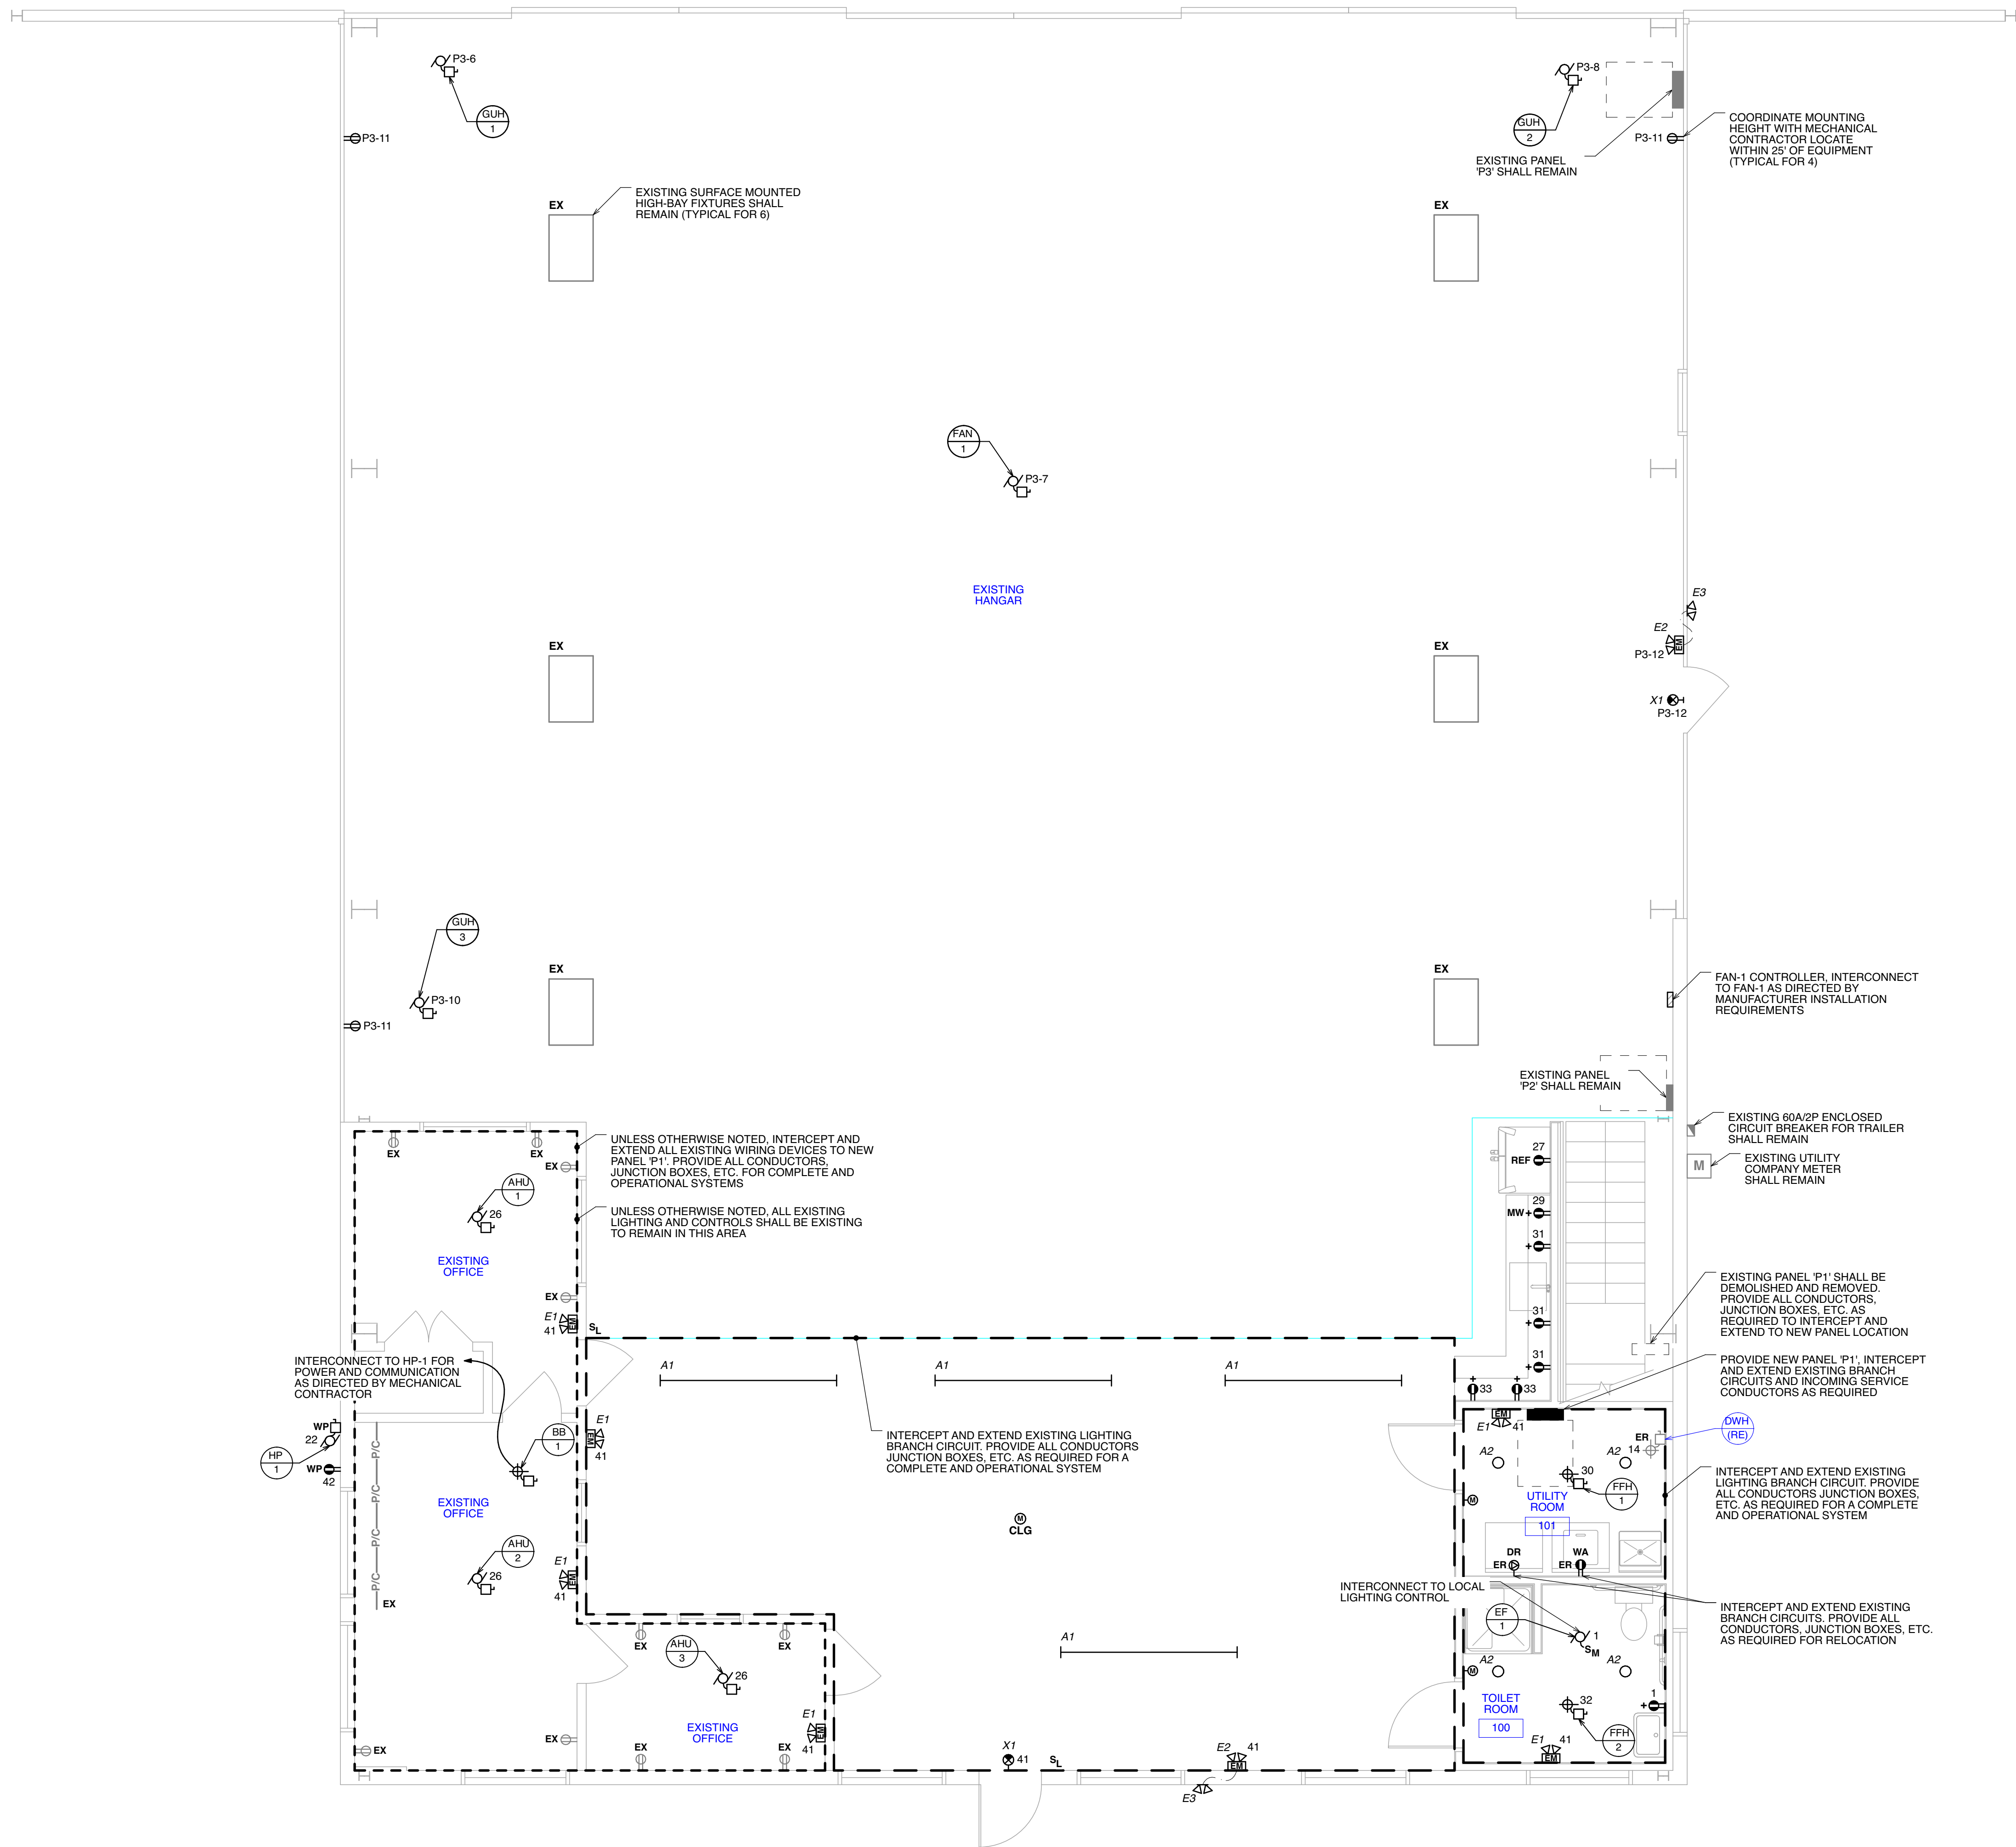 P3-6
GUH
1
P3-11
P3-8
GUH
2
P3-11
EXISTING PANEL
'P3' SHALL REMAIN
COORDINATE MOUNTING
HEIGHT WITH MECHANICAL
CONTRACTOR LOCATE
WITHIN 25' OF EQUIPMENT
(TYPICAL FOR 4)
EX
EXISTING SURFACE MOUNTED
HIGH-BAY FIXTURES SHALL
REMAIN (TYPICAL FOR 6)
EX
FAN
1
P3-7
EXISTING
HANGAR
E3
E2
EM
P3-12
X1
P3-12
EX
EX
GUH
3
P3-10
P3-11
EX
EX
FAN-1 CONTROLLER, INTERCONNECT
TO FAN-1 AS DIRECTED BY
MANUFACTURER INSTALLATION
REQUIREMENTS
EXISTING PANEL
'P2' SHALL REMAIN
EXISTING 60A/2P ENCLOSED
CIRCUIT BREAKER FOR TRAILER
SHALL REMAIN
M
EXISTING UTILITY
COMPANY METER
SHALL REMAIN
EX
EX
EX
UNLESS OTHERWISE NOTED, INTERCEPT AND
EXTEND ALL EXISTING WIRING DEVICES TO NEW
PANEL 'P1'. PROVIDE ALL CONDUCTORS,
JUNCTION BOXES, ETC. FOR COMPLETE AND
OPERATIONAL SYSTEMS
AHU
1
26
UNLESS OTHERWISE NOTED, ALL EXISTING
LIGHTING AND CONTROLS SHALL BE EXISTING
TO REMAIN IN THIS AREA
EXISTING
OFFICE
EX
E1
EM
41
SL
27
REF
29
MW
31
31
31
33
33
EXISTING PANEL 'P1' SHALL BE
DEMOLISHED AND REMOVED.
PROVIDE ALL CONDUCTORS,
JUNCTION BOXES, ETC. AS
REQUIRED TO INTERCEPT AND
EXTEND TO NEW PANEL LOCATION
PROVIDE NEW PANEL 'P1', INTERCEPT
AND EXTEND EXISTING BRANCH
CIRCUITS AND INCOMING SERVICE
CONDUCTORS AS REQUIRED
INTERCONNECT TO HP-1 FOR
POWER AND COMMUNICATION
AS DIRECTED BY MECHANICAL
CONTRACTOR
A1
A1
A1
WP
22
HP
1
WP
42
P/C
P/C
P/C
P/C
EX
BB
1
E1
EM
41
INTERCEPT AND EXTEND EXISTING LIGHTING
BRANCH CIRCUIT. PROVIDE ALL CONDUCTORS
JUNCTION BOXES, ETC. AS REQUIRED FOR A
COMPLETE AND OPERATIONAL SYSTEM
EXISTING
OFFICE
M
CLG
AHU
2
26
E1
EM
41
E1
EM
41
A2
A2
ER
14
DWH
(RE)
30
FFH
1
M
UTILITY
ROOM
101
INTERCEPT AND EXTEND EXISTING
LIGHTING BRANCH CIRCUIT. PROVIDE
ALL CONDUCTORS JUNCTION BOXES,
ETC. AS REQUIRED FOR A COMPLETE
AND OPERATIONAL SYSTEM
DR
ER
WA
ER
INTERCONNECT TO LOCAL
LIGHTING CONTROL
EF
1
1
SM
INTERCEPT AND EXTEND EXISTING
BRANCH CIRCUITS. PROVIDE ALL
CONDUCTORS, JUNCTION BOXES, ETC.
AS REQUIRED FOR RELOCATION
EX
EX
AHU
3
26
A1
M
A2
A2
TOILET
ROOM
100
32
1
FFH
2
E1
EM
41
EXISTING
OFFICE
E1
EM
41
EX
EX
EX
EX
X1
41
SL
E2
41
EM
E3